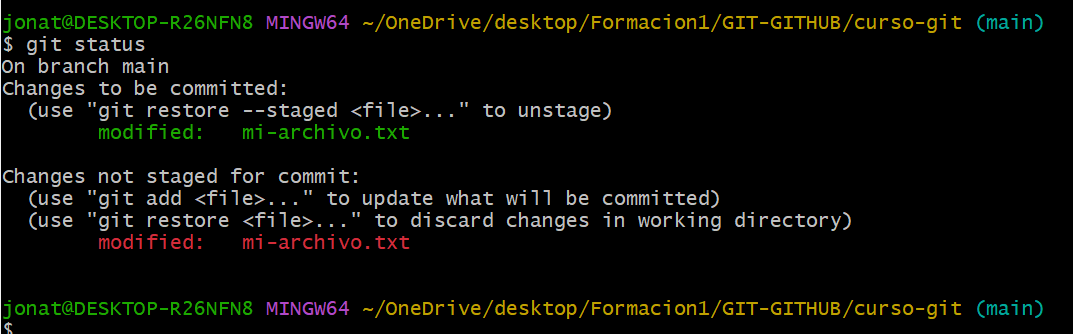 jonat@DESKTOP-R26NFN8 MINGW64 ~/OneDrive/desktop/Formacion1/GIT-GITHUB/curso-git (main)
$ git status
On branch main
Changes to be committed:
  (use "git restore --staged <file>..." to unstage)
        modified:   mi-archivo.txt

Changes not staged for commit:
  (use "git add <file>..." to update what will be committed)
  (use "git restore <file>..." to discard changes in working directory)
        modified:   mi-archivo.txt


jonat@DESKTOP-R26NFN8 MINGW64 ~/OneDrive/desktop/Formacion1/GIT-GITHUB/curso-git (main)
$